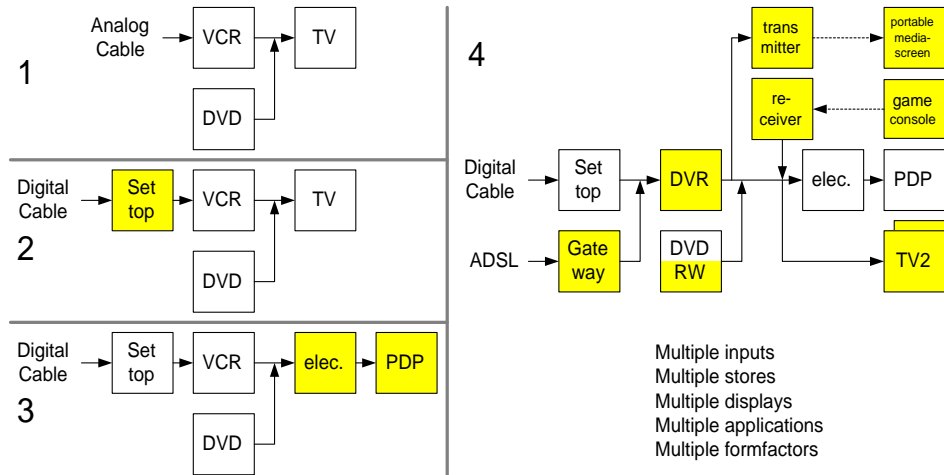 1
Analog
Cable
VCR
TV
DVD
2
Digital
Cable
Set
top
VCR
TV
DVD
3
Digital
Cable
Set
top
VCR
elec.
PDP
DVD
4
trans
mitter
portable
media-
screen
re-
ceiver
game
console
Digital
Cable
Set
top
DVR
elec.
PDP
ADSL
Gate
way
DVD
RW
TV2
Multiple inputs
Multiple stores
Multiple displays
Multiple applications
Multiple formfactors